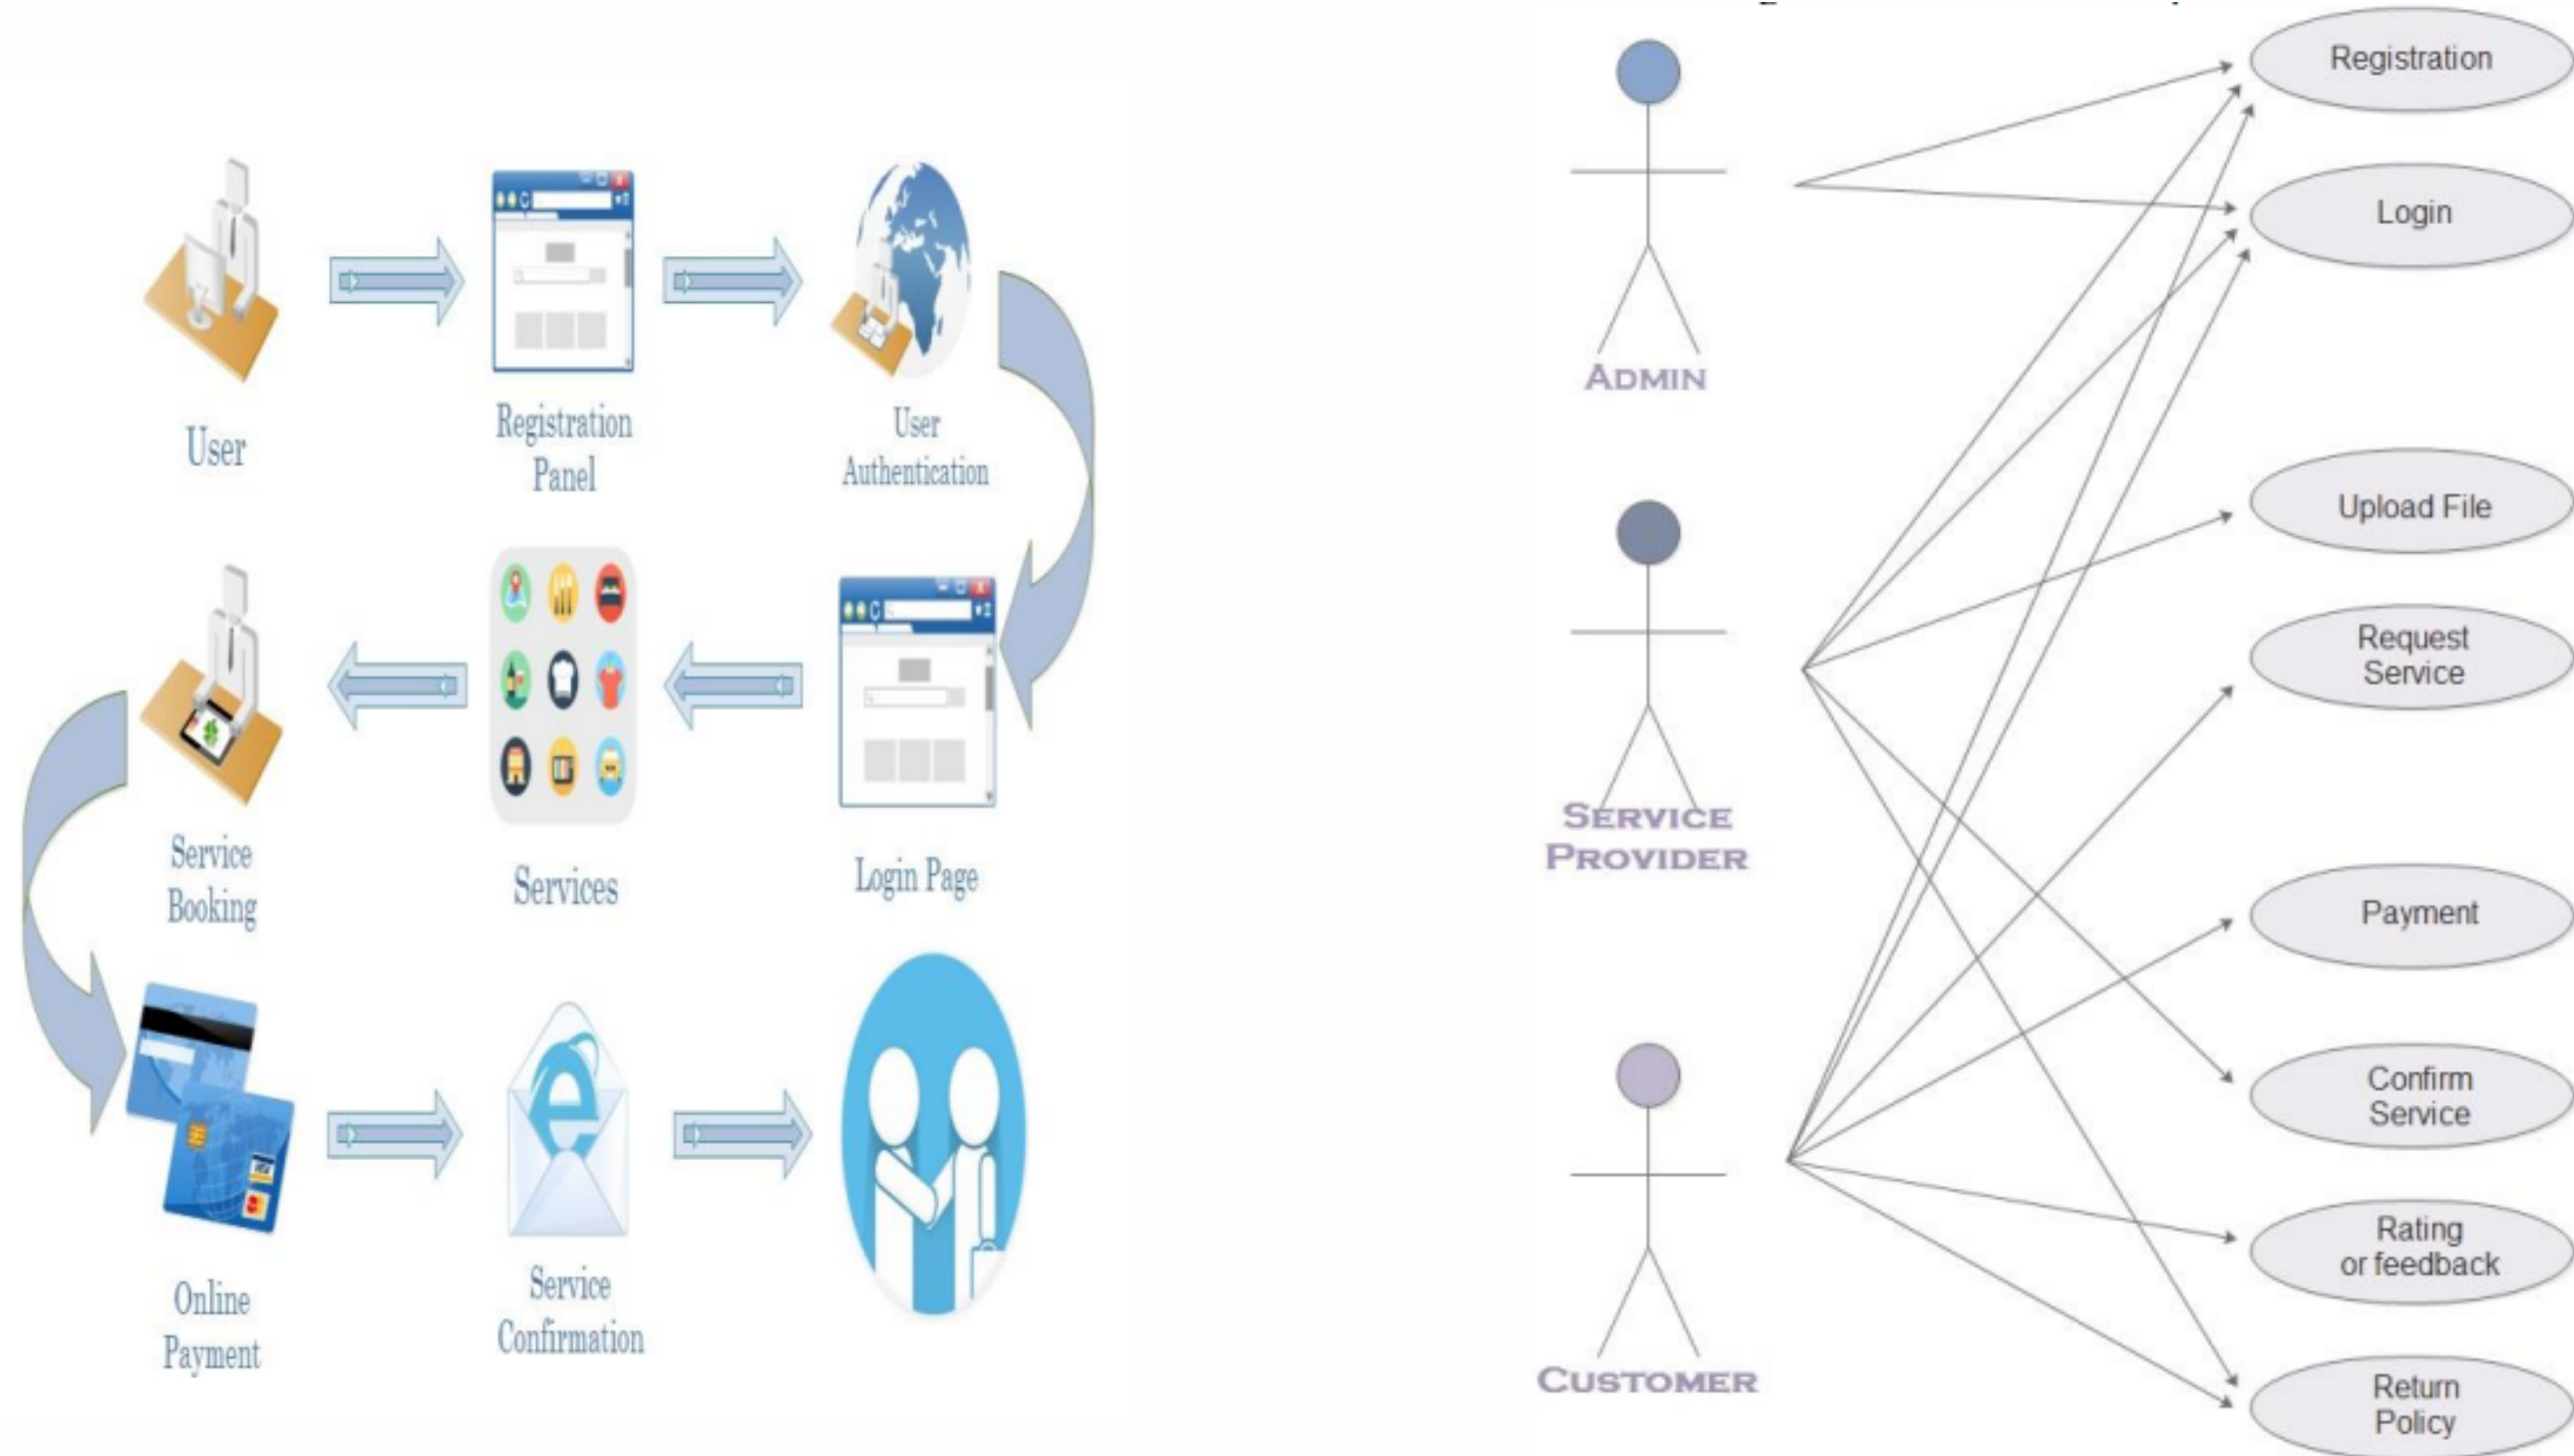 User
Registration
Panel
User
Authentication
Service
Booking
Services
Login Page
Online
Payment
Service
Confirmation
ADMIN
SERVICE
PROVIDER
CUSTOMER
Registration
Login
Upload File
Request
Service
Payment
Confirm
Service
Rating
or feedback
Return
Policy